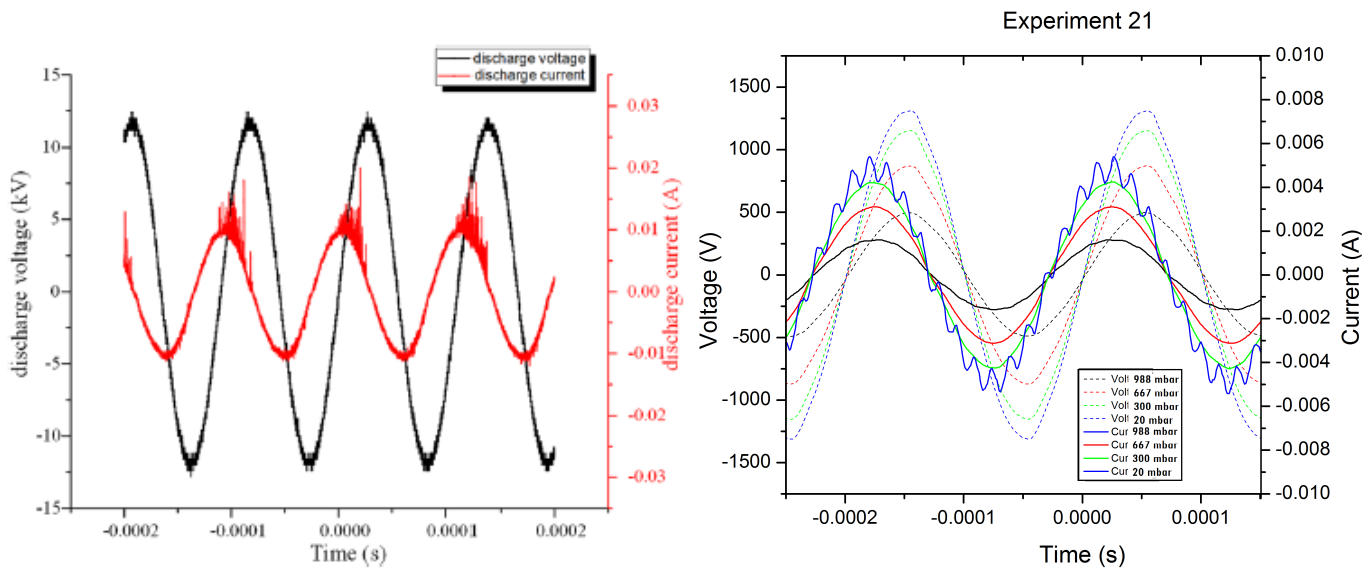 Experiment 21
discharge voltage
discharge current
15
10
5
0
-5
-10
-15
0.03
0.02
0.01
0.00
-0.01
-0.02
-0.03
discharge voltage (kV)
discharge current (A)
-0.0002
-0.0001
0.0000
0.0001
0.0002
Time (s)
1500
1000
500
0
-500
-1000
-1500
Voltage (V)
0.010
0.008
0.006
0.004
0.002
0.000
-0.002
-0.004
-0.006
-0.008
-0.010
Current (A)
Vol 988 mbar
Vol 667 mbar
Vol 300 mbar
Vol 20 mbar
Cur 988 mbar
Cur 667 mbar
Cur 300 mbar
Cur 20 mbar
-0.0002
-0.0001
0.0000
0.0001
Time (s)